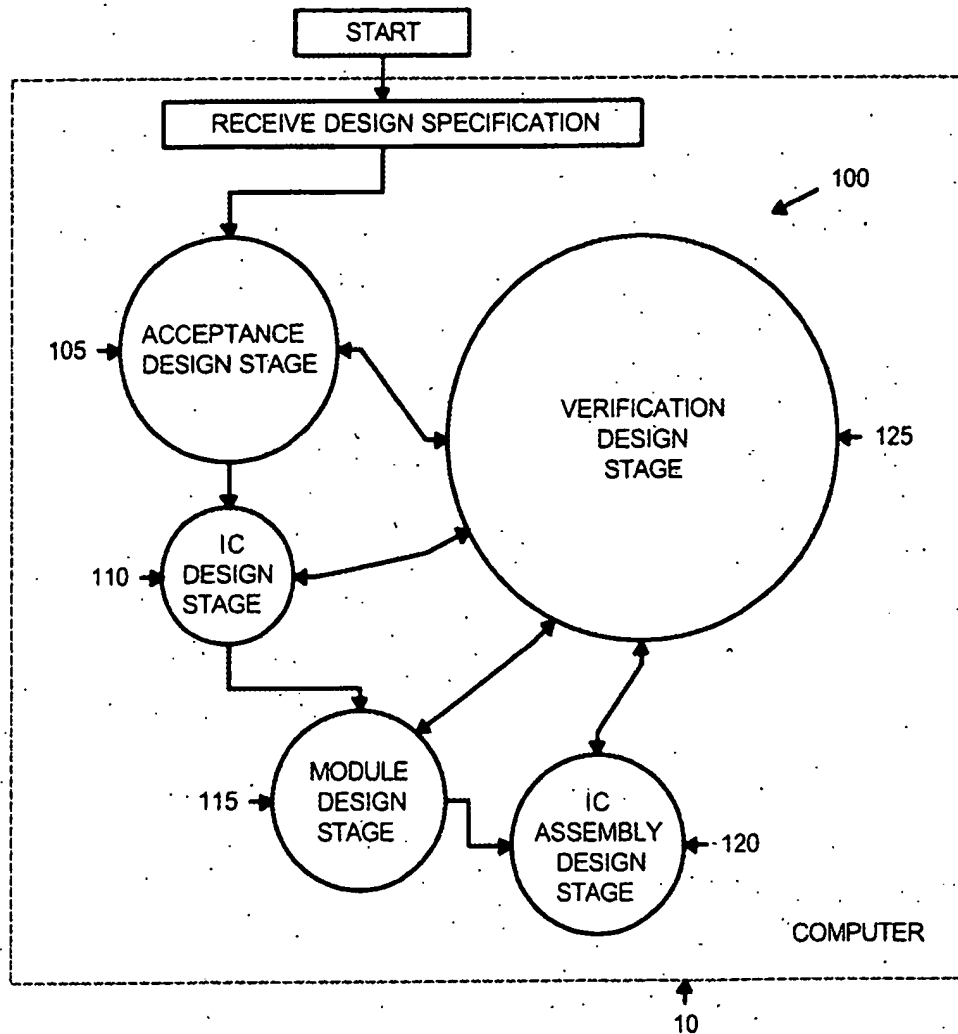 START
RECEIVE DESIGN SPECIFICATION
100
ACCEPTANCE
DESIGN STAGE
105
VERIFICATION
DESIGN
STAGE
125
IC
DESIGN
STAGE
110
MODULE
DESIGN
STAGE
115
IC
ASSEMBLY
DESIGN
STAGE
120
COMPUTER
10